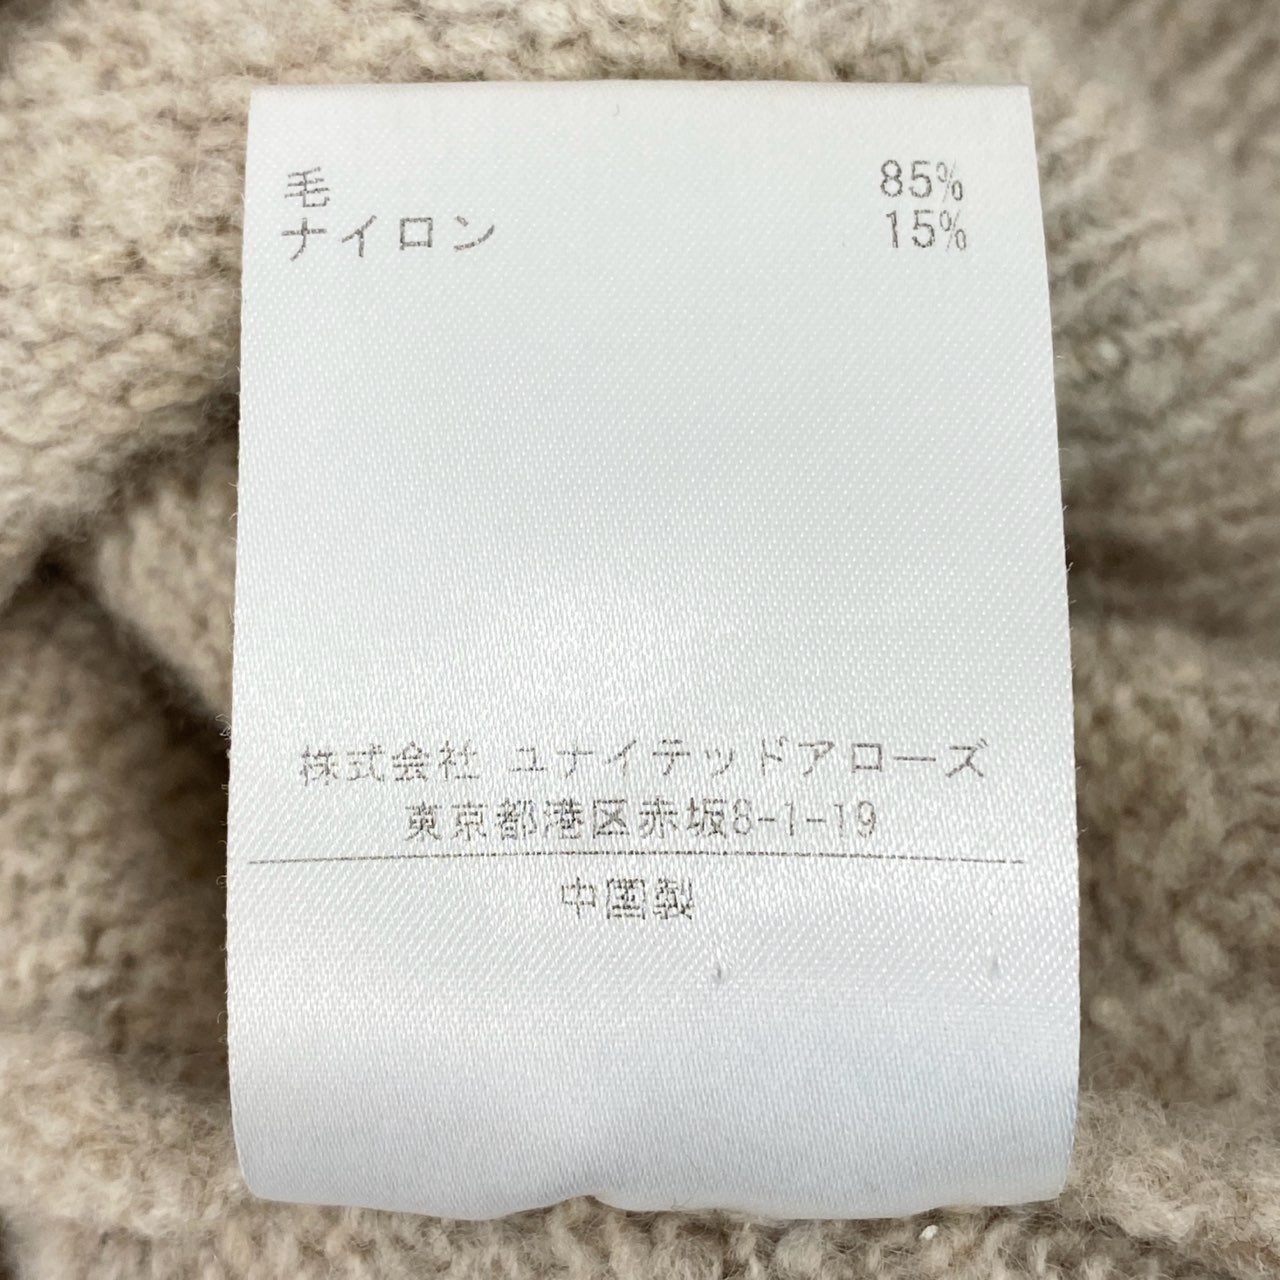 毛 85%
ナイロン 15%
株式会社 ユナイテッドアローズ
東京都港区赤坂8-1-19
中国製